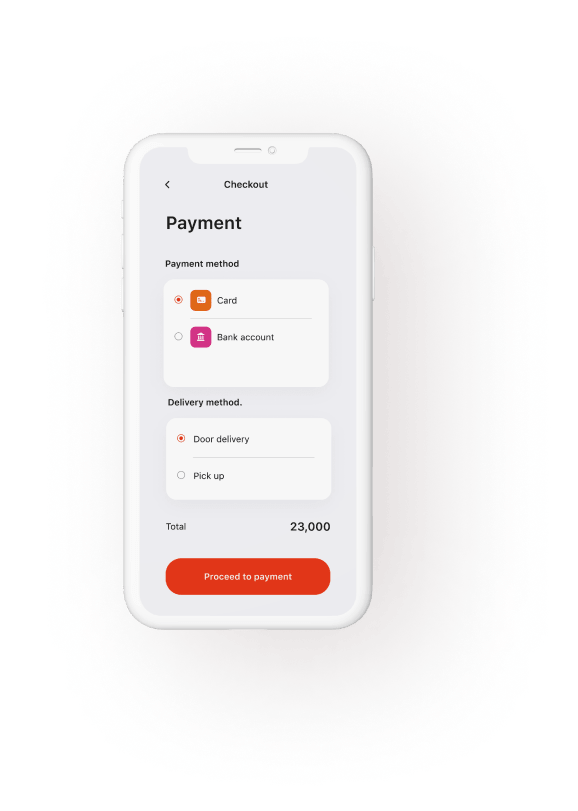 Checkout
Payment
Payment method
Card
Bank account
Delivery method.
Door delivery
Pick up
Total 23,000
Proceed to payment